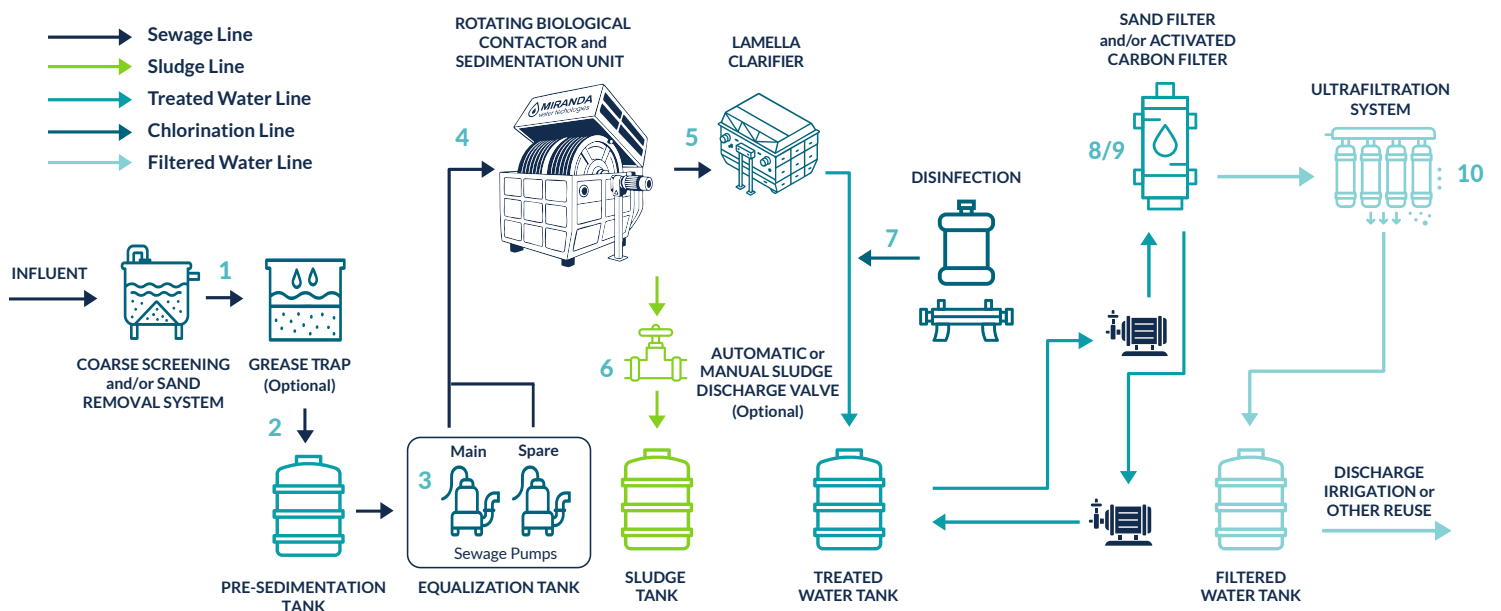 Sewage Line
Sludge Line
Treated Water Line
Chlorination Line
Filtered Water Line
INFLUENT
COARSE SCREENING
and/or SAND
REMOVAL SYSTEM
1
GREASE TRAP
(Optional)
2
PRE-SEDIMENTATION
TANK
3
Main
Spare
Sewage Pumps
EQUALIZATION TANK
ROTATING BIOLOGICAL
CONTACTOR and
SEDIMENTATION UNIT
4
MIRANDA
water technologies
5
LAMELLA
CLARIFIER
6
AUTOMATIC or
MANUAL SLUDGE
DISCHARGE VALVE
(Optional)
SLUDGE
TANK
DISINFECTION
7
TREATED
WATER TANK
SAND FILTER
and/or ACTIVATED
CARBON FILTER
8/9
ULTRAFILTRATION
SYSTEM
10
FILTERED
WATER TANK
DISCHARGE
IRRIGATION or
OTHER REUSE